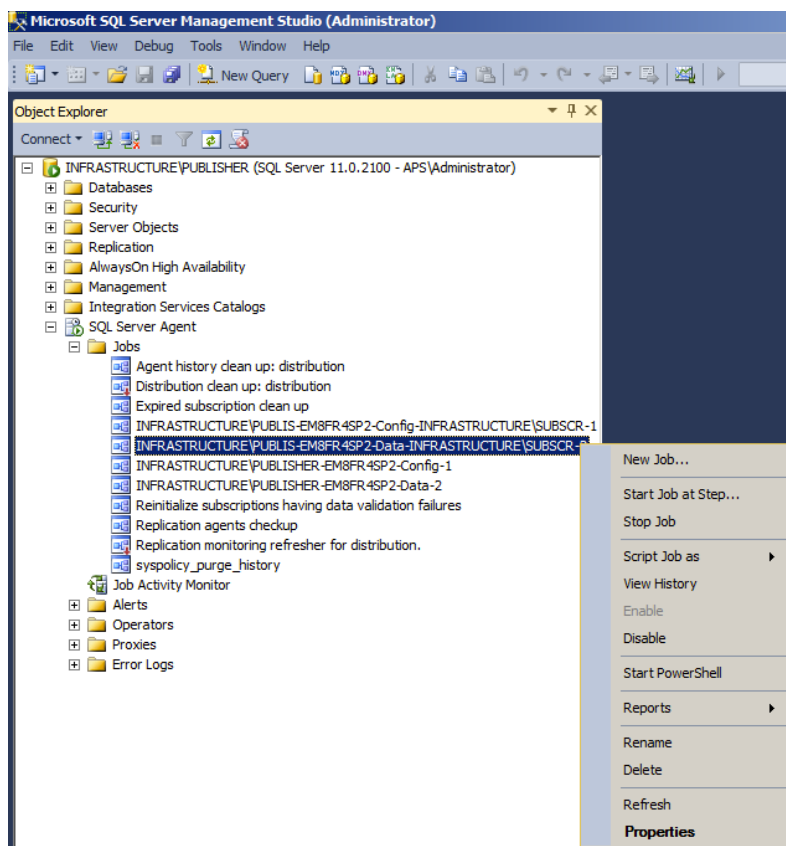 Microsoft SQL Server Management Studio (Administrator)
File Edit View Debug Tools Window Help
New Query
Object Explorer
Connect
INFRASTRUCTURE\PUBLISHER (SQL Server 11.0.2100 - APS\Administrator)
Databases
Security
Server Objects
Replication
AlwaysOn High Availability
Management
Integration Services Catalogs
SQL Server Agent
Jobs
Agent history clean up: distribution
Distribution clean up: distribution
Expired subscription clean up
INFRASTRUCTURE\PUBLIS-EM8FR4SP2-Config-INFRASTRUCTURE\SUBSCR-1
INFRASTRUCTURE\PUBLIS-EM8FR4SP2-Data-INFRASTRUCTURE\SUBSCR-
INFRASTRUCTURE\PUBLISHER-EM8FR4SP2-Config-1
INFRASTRUCTURE\PUBLISHER-EM8FR4SP2-Data-2
Reinitialize subscriptions having data validation failures
Replication agents checkup
Replication monitoring refresher for distribution.
syspolicy_purge_history
Job Activity Monitor
Alerts
Operators
Proxies
Error Logs
New Job...
Start Job at Step...
Stop Job
Script Job as
View History
Enable
Disable
Start PowerShell
Reports
Rename
Delete
Refresh
Properties